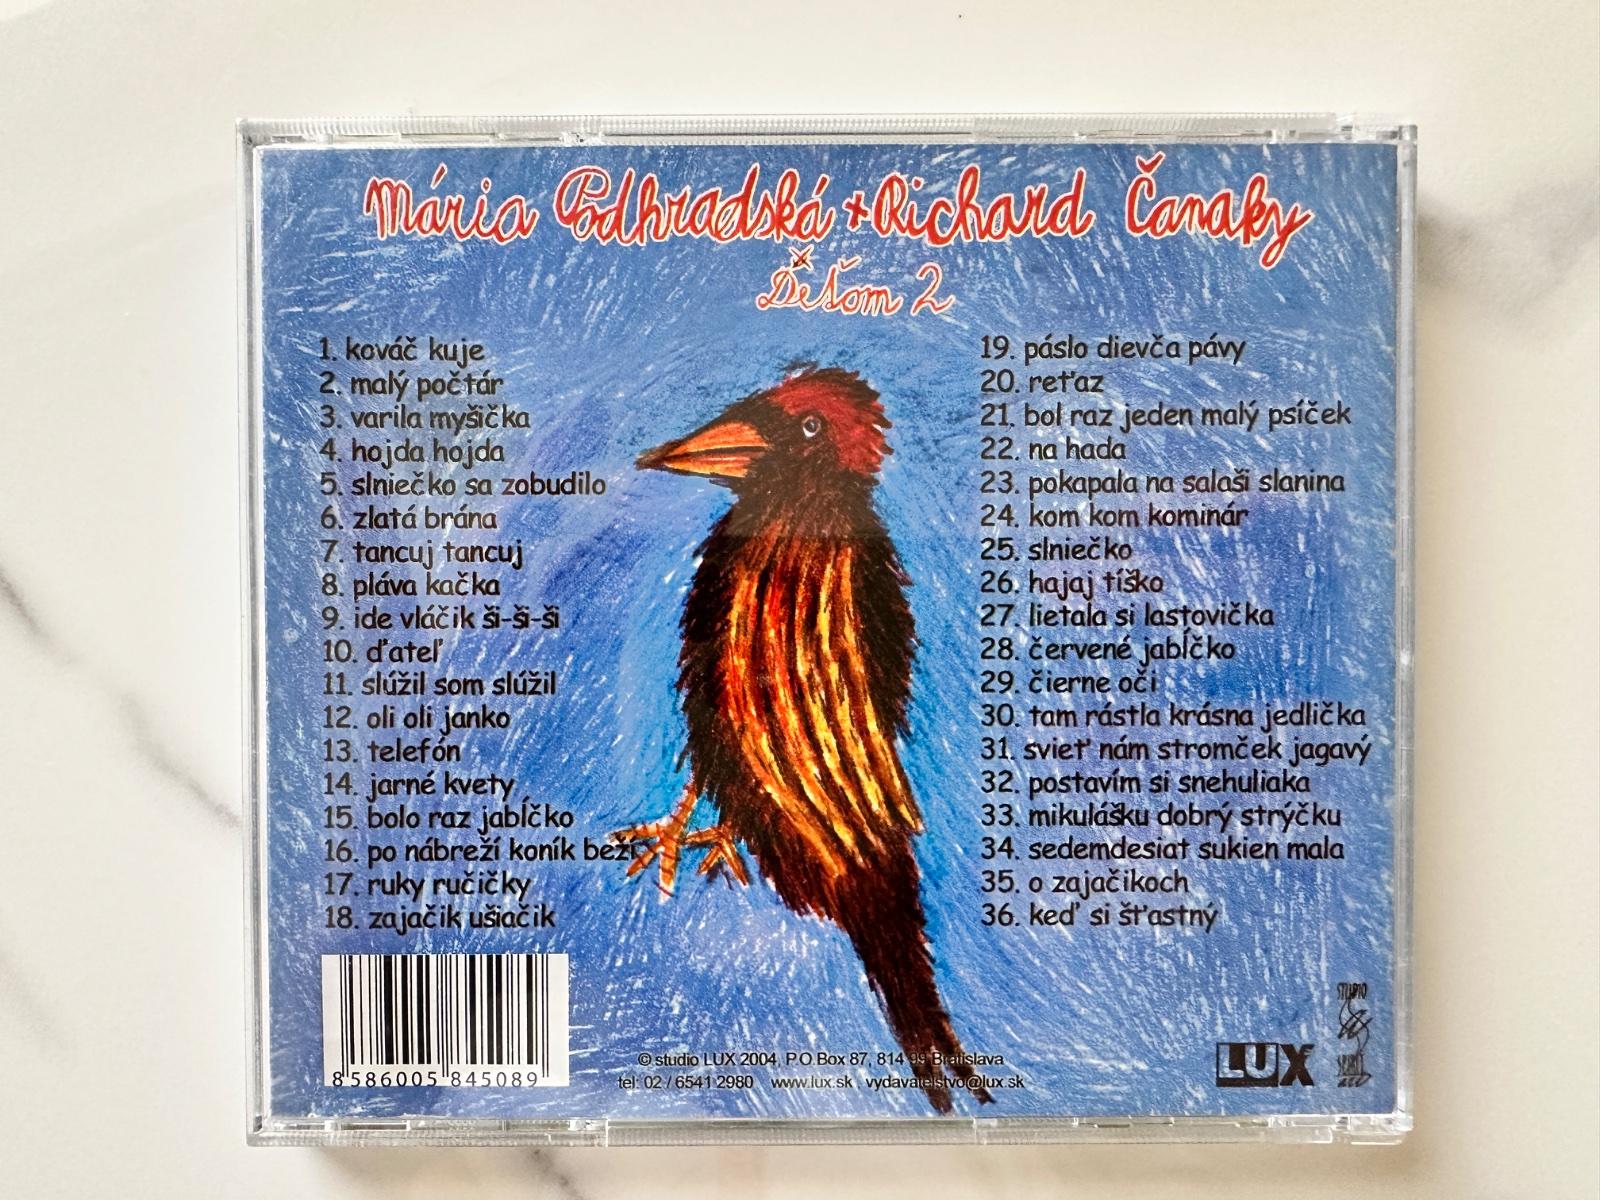 Mária Podhradská + Richard Čanaky
Ďěťom 2
1. kováč kuje
2. malý počtár
3. varila myšička
4. hojda hojda
5. slniečko sa zobudilo
6. zlatá brána
7. tancuj tancuj
8. pláva kačka
9. ide vláčik ši-ši-ši
10. ďateľ
11. slúžil som slúžil
12. oli oli janko
13. telefón
14. jarné kvety
15. bolo raz jabĺčko
16. po nábreží koník beží
17. ruky ručičky
18. zajačik ušiačik
19. páslo dievča pávy
20. reťaz
21. bol raz jeden malý psíček
22. na hada
23. pokapala na salaši slanina
24. kom kom kominár
25. slniečko
26. hajaj tíško
27. lietala si lastovička
28. červené jabĺčko
29. čierne oči
30. tam rástla krásna jedlička
31. svieť nám stromček jagavý
32. postavím si snehuliaka
33. mikulášku dobrý strýčku
34. sedemdesiat sukien mala
35. o zajačikoch
36. keď si šťastný
8 586005 845089
© studio LUX 2004, P.O.Box 87, 814 99 Bratislava
tel: 02 / 6541 2980 www.lux.sk , vydavatelstvo@lux.sk
LUX
STUDIO